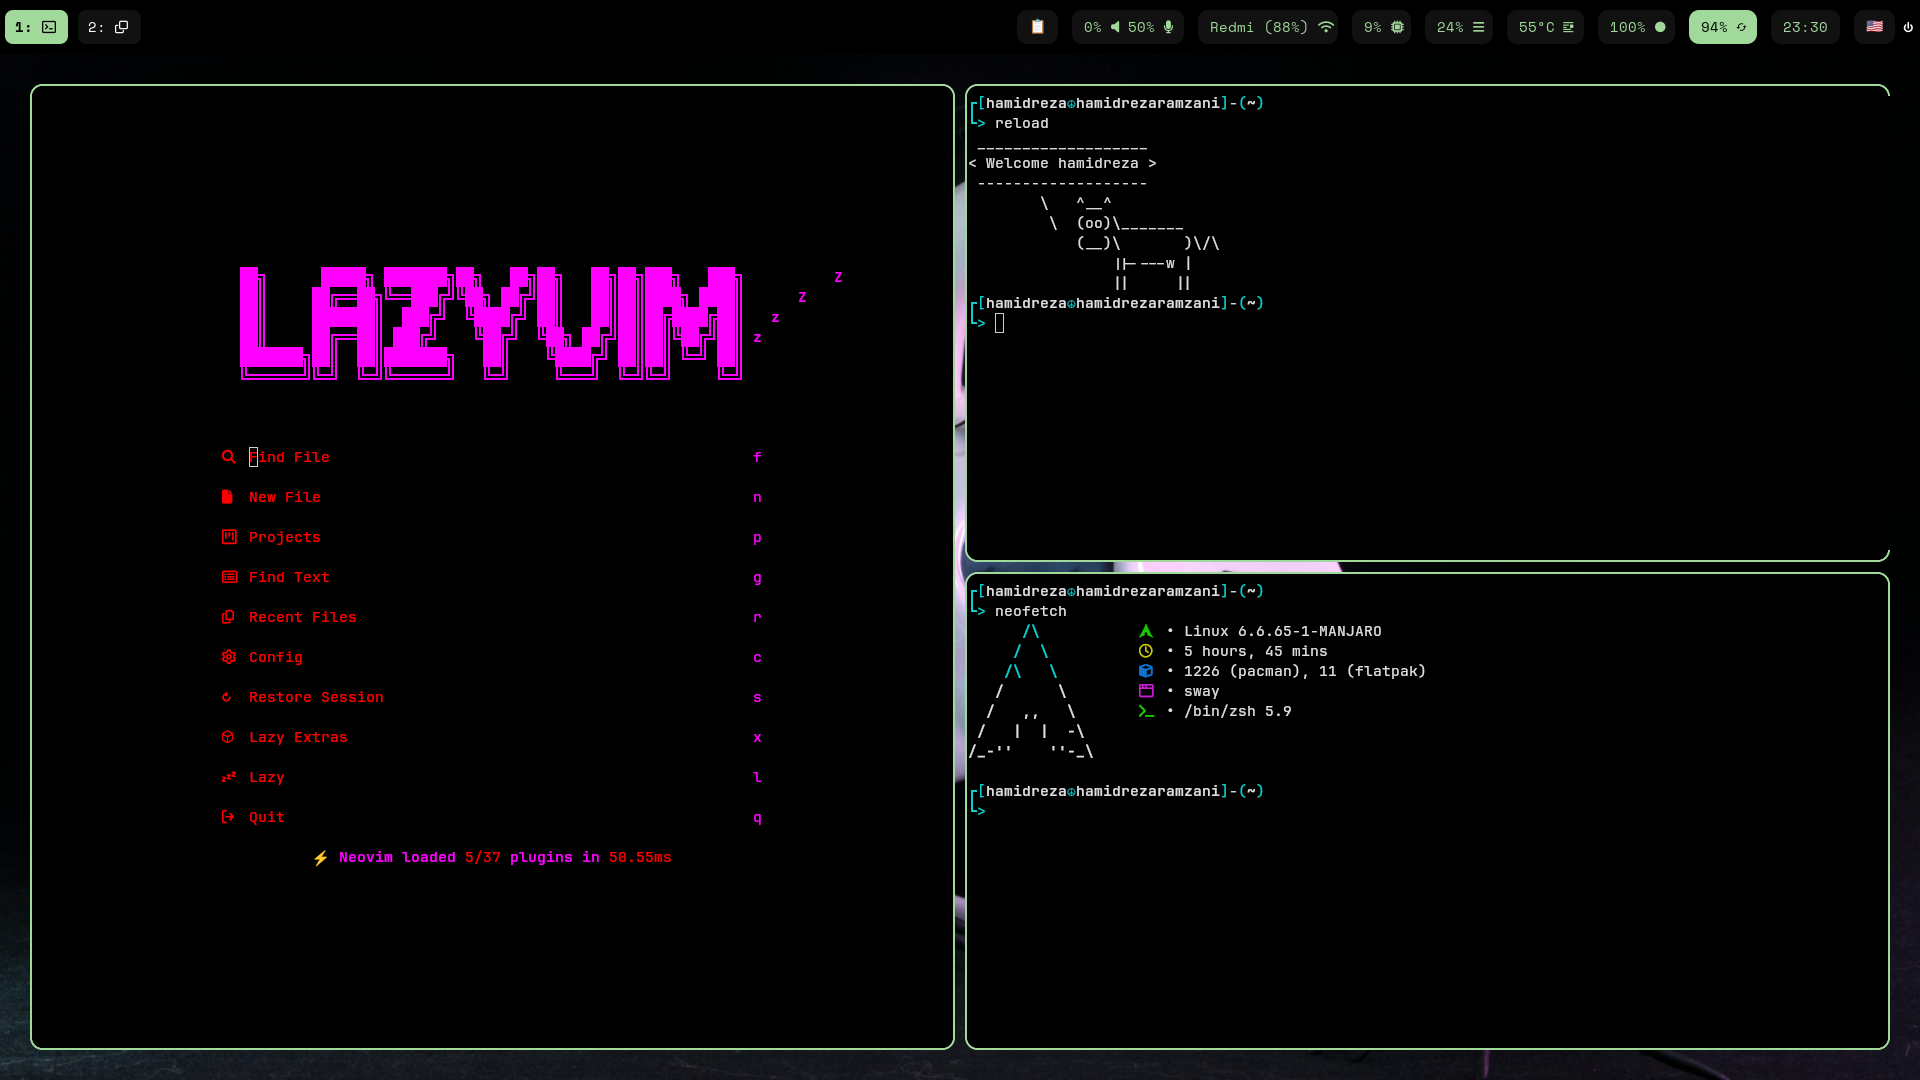 1:
2:
0% 50%
Redmi (88%)
9%
24%
55°C
100%
94%
23:30
LAZYVIM
Z
Z
z
z
Find File f
New File n
Projects p
Find Text g
Recent Files r
Config c
Restore Session s
Lazy Extras x
Lazy l
Quit q
⚡ Neovim loaded 5/37 plugins in 50.55ms
[hamidreza☮hamidrezaramzani]-(~)
> reload
___________________
< Welcome hamidreza >
-------------------
\   ^__^
\  (oo)\_______
(__)\       )\/\
||----w |
||     ||
[hamidreza☮hamidrezaramzani]-(~)
>
[hamidreza☮hamidrezaramzani]-(~)
> neofetch
• Linux 6.6.65-1-MANJARO
• 5 hours, 45 mins
• 1226 (pacman), 11 (flatpak)
• sway
• /bin/zsh 5.9
[hamidreza☮hamidrezaramzani]-(~)
>